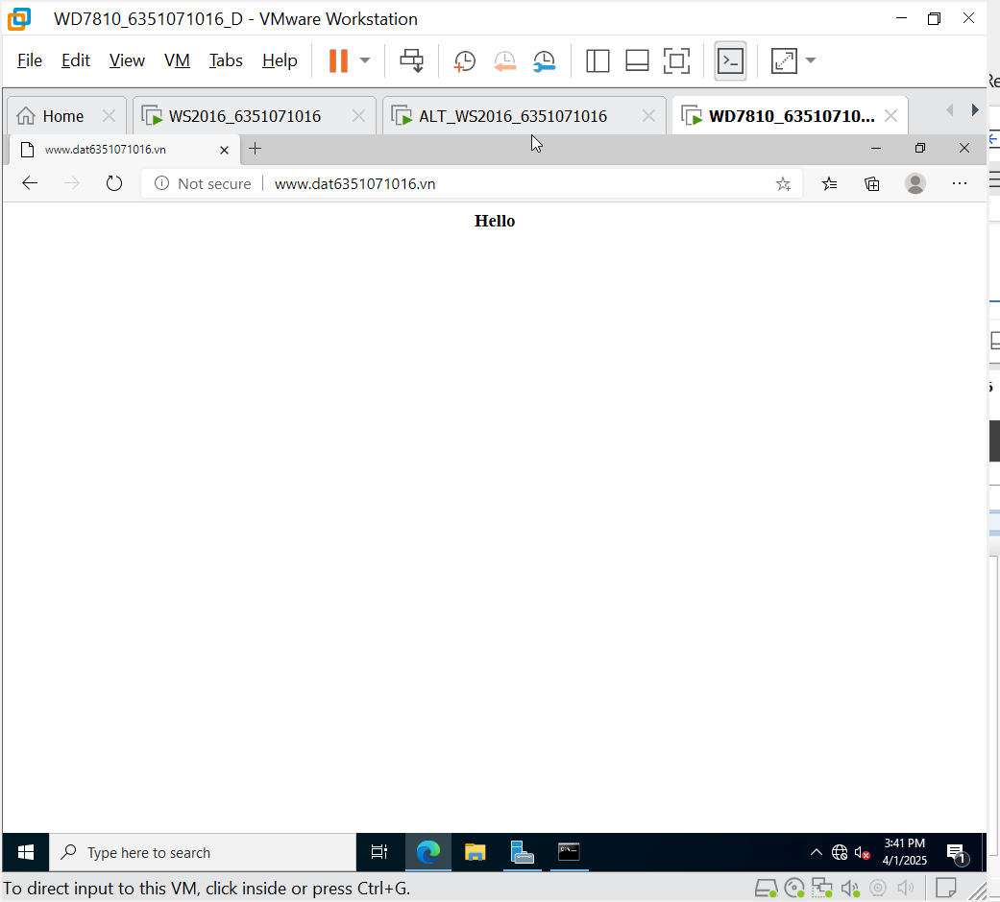 WD7810_6351071016_D - VMware Workstation
File Edit View VM Tabs Help
Home WS2016_6351071016 ALT_WS2016_6351071016 WD7810_63510710...
www.dat6351071016.vn
Not secure www.dat6351071016.vn
Hello
Type here to search
3:41 PM
4/1/2025
1
To direct input to this VM, click inside or press Ctrl+G.